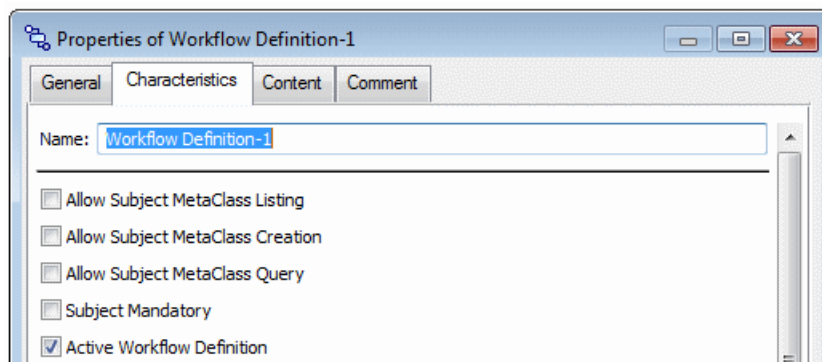 Properties of Workflow Definition-1
General Characteristics Content Comment
Name: Workflow Definition-1
Allow Subject MetaClass Listing
Allow Subject MetaClass Creation
Allow Subject MetaClass Query
Subject Mandatory
Active Workflow Definition